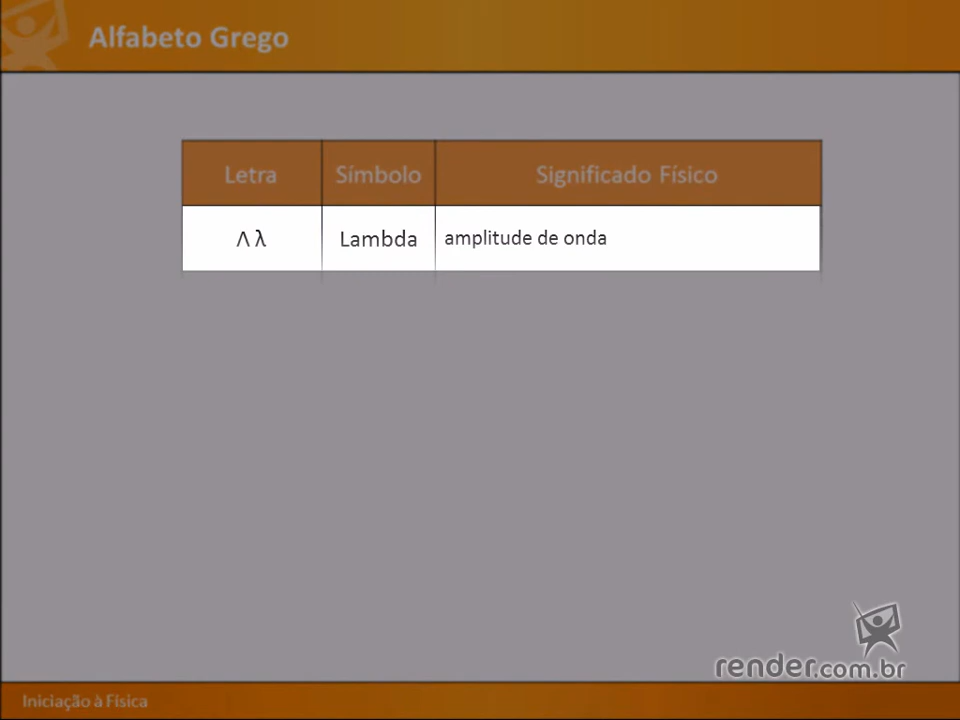 Alfabeto Grego
Letra Símbolo Significado Físico
Λ λ Lambda amplitude de onda
render.com.br
Iniciação à Física